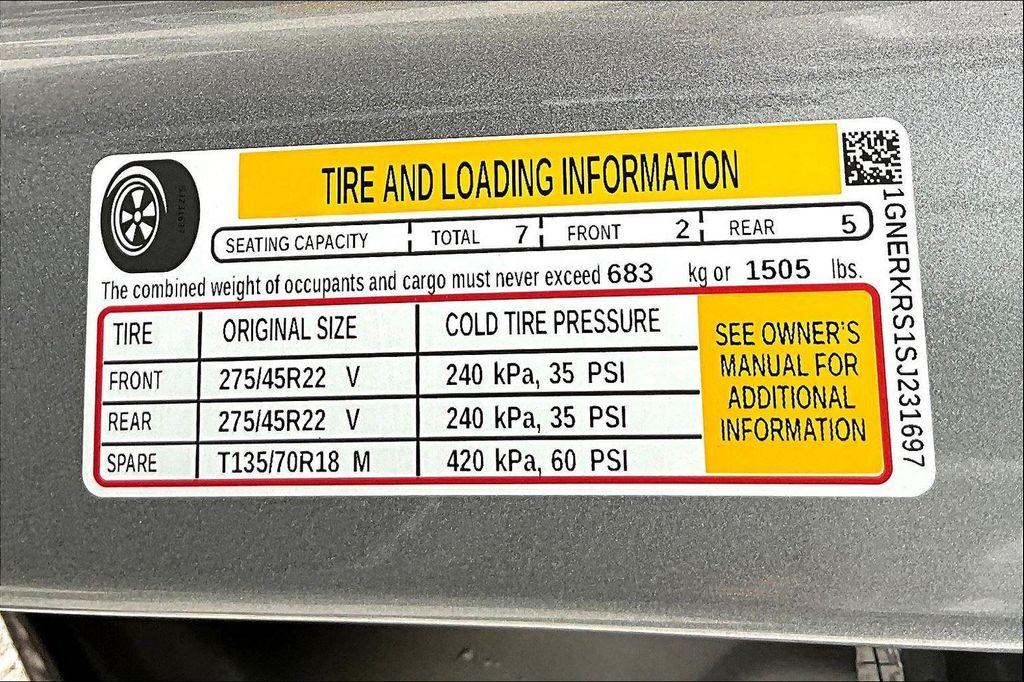 TIRE AND LOADING INFORMATION
SEATING CAPACITY TOTAL 7 FRONT 2 REAR 5
The combined weight of occupants and cargo must never exceed 683 kg or 1505 lbs.
TIRE ORIGINAL SIZE COLD TIRE PRESSURE
FRONT 275/45R22 V 240 kPa, 35 PSI
REAR 275/45R22 V 240 kPa, 35 PSI
SPARE T135/70R18 M 420 kPa, 60 PSI
SEE OWNER'S
MANUAL FOR
ADDITIONAL
INFORMATION
1GNERKRS1SJ231697